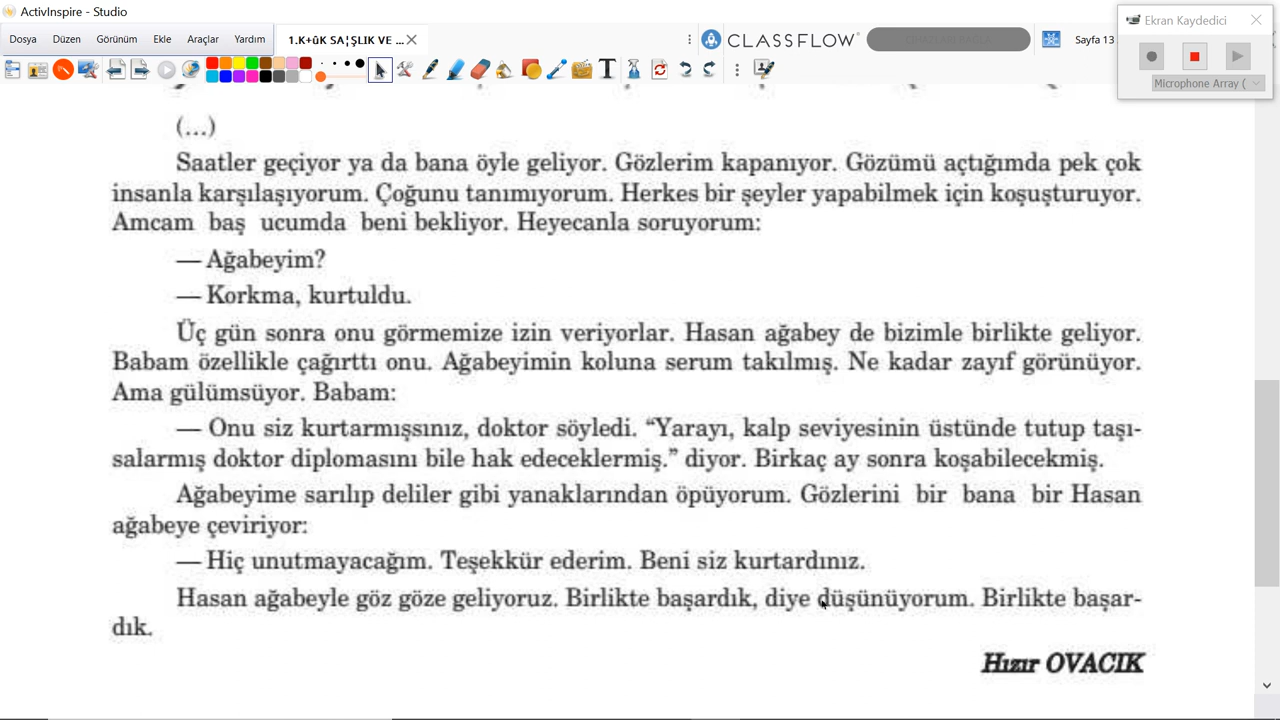 ActivInspire - Studio
Dosya Düzen Görünüm Ekle Araçlar Yardım
1.K+ûK SA¦ŞLIK VE ...
CLASSFLOW
Sayfa 13
Ekran Kaydedici
Microphone Array (
(...)
Saatler geçiyor ya da bana öyle geliyor. Gözlerim kapanıyor. Gözümü açtığımda pek çok
insanla karşılaşıyorum. Çoğunu tanımıyorum. Herkes bir şeyler yapabilmek için koşuşturuyor.
Amcam baş ucumda beni bekliyor. Heyecanla soruyorum:
— Ağabeyim?
— Korkma, kurtuldu.
Üç gün sonra onu görmemize izin veriyorlar. Hasan ağabey de bizimle birlikte geliyor.
Babam özellikle çağırttı onu. Ağabeyimin koluna serum takılmış. Ne kadar zayıf görünüyor.
Ama gülümsüyor. Babam:
— Onu siz kurtarmışsınız, doktor söyledi. “Yarayı, kalp seviyesinin üstünde tutup taşı-
salarmış doktor diplomasını bile hak edeceklermiş.” diyor. Birkaç ay sonra koşabilecekmiş.
Ağabeyime sarılıp deliler gibi yanaklarından öpüyorum. Gözlerini bir bana bir Hasan
ağabeye çeviriyor:
— Hiç unutmayacağım. Teşekkür ederim. Beni siz kurtardınız.
Hasan ağabeyle göz göze geliyoruz. Birlikte başardık, diye düşünüyorum. Birlikte başar-
dık.
Hızır OVACIK